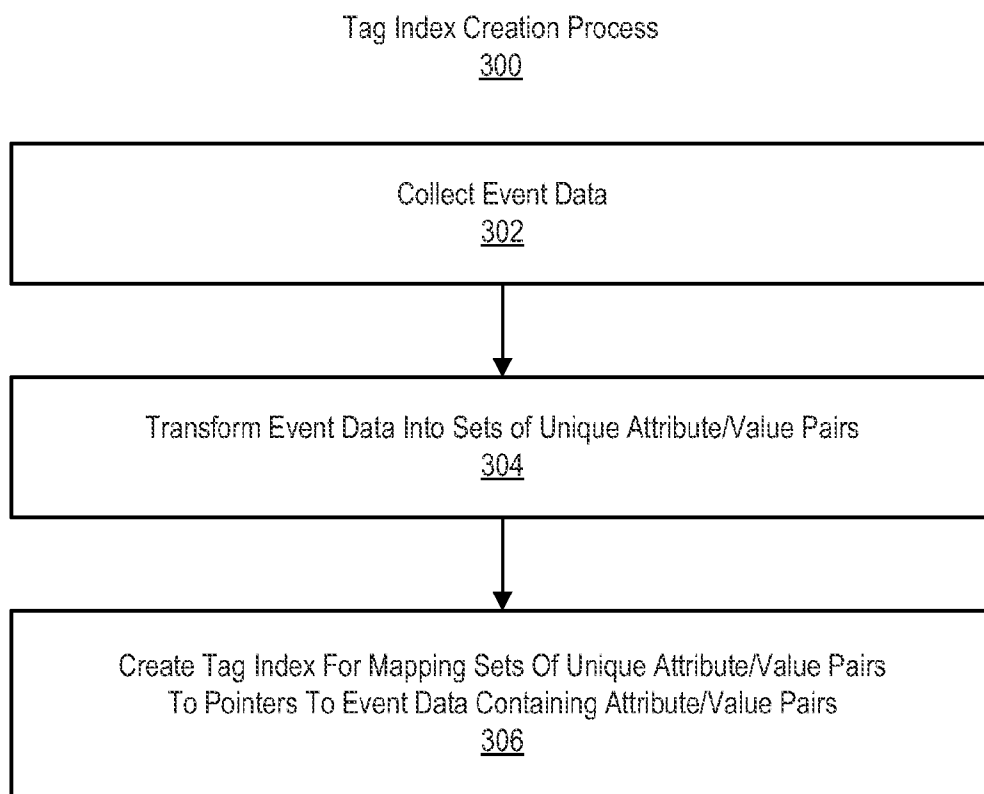 Tag Index Creation Process
300
Collect Event Data
302
Transform Event Data Into Sets of Unique Attribute/Value Pairs
304
Create Tag Index For Mapping Sets Of Unique Attribute/Value Pairs
To Pointers To Event Data Containing Attribute/Value Pairs
306